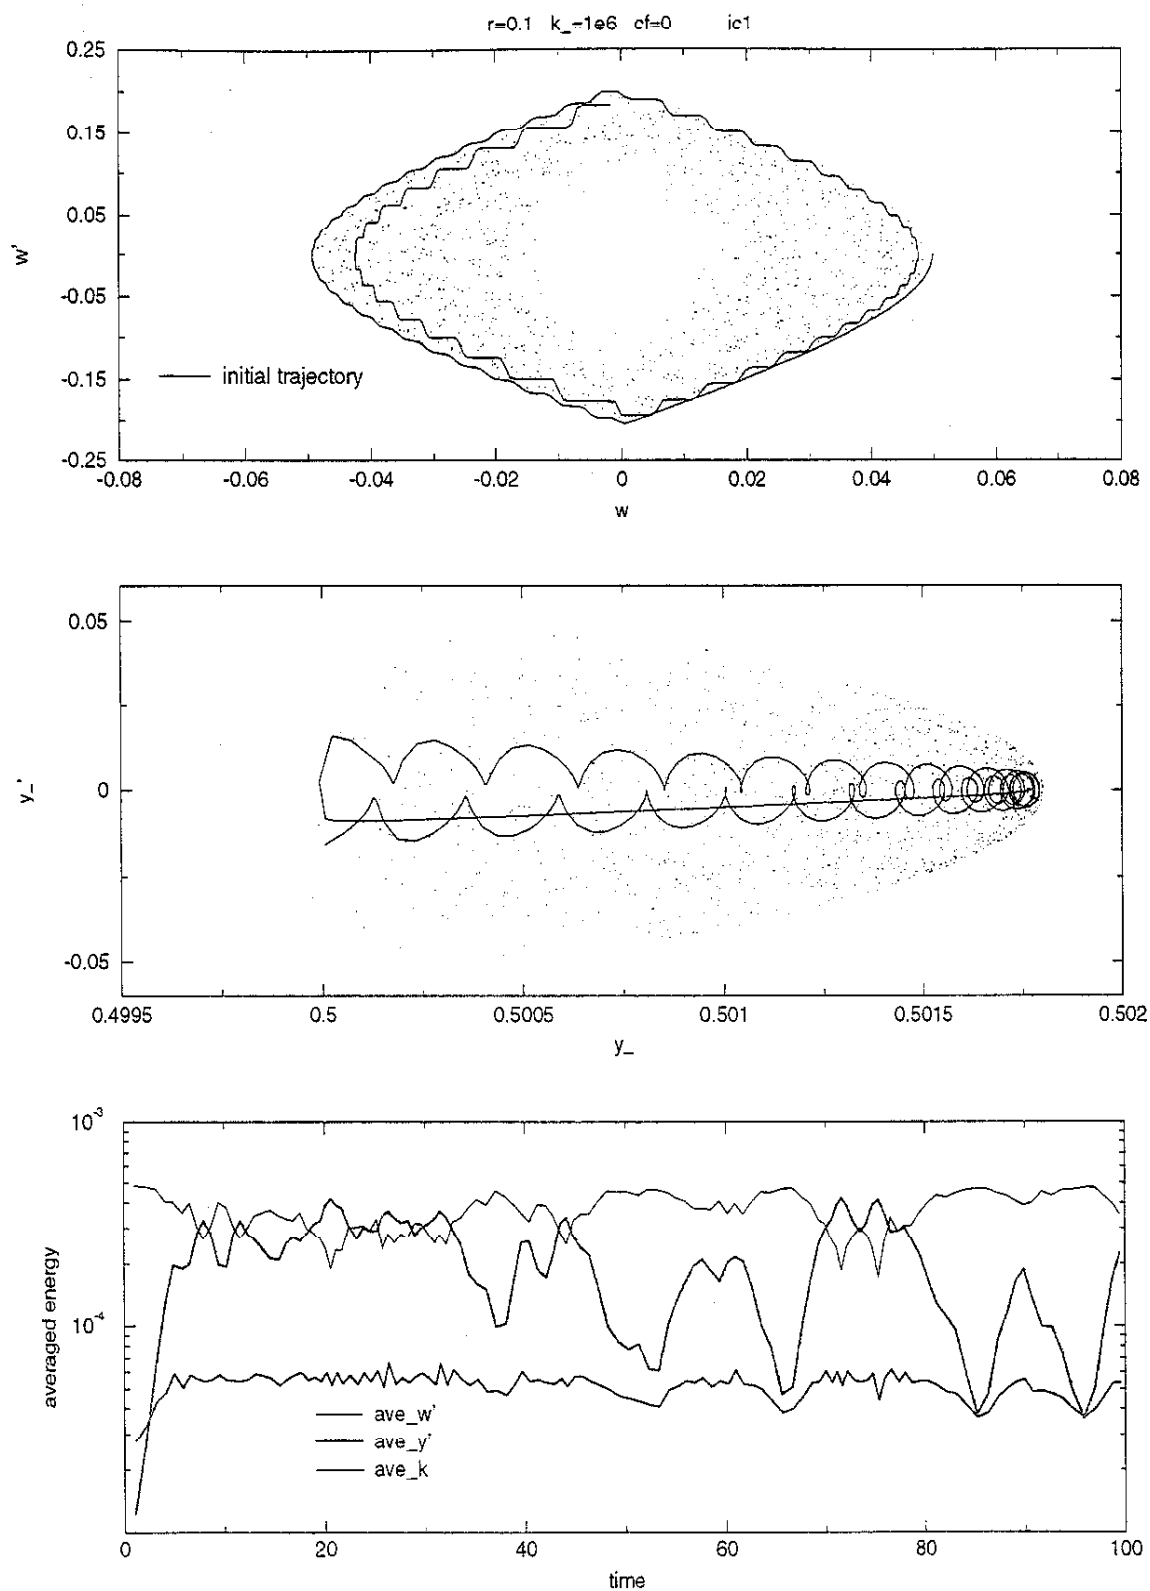 r=0.1 k_=1e6 cf=0 ic1
0.25
0.15
0.05
-0.05
-0.15
-0.25
w'
initial trajectory
-0.08 -0.06 -0.04 -0.02 0 0.02 0.04 0.06 0.08
w
0.05
0
-0.05
y_'
0.4995 0.5 0.5005 0.501 0.5015 0.502
y_
10-3
10-4
averaged energy
ave_w'
ave_y'
ave_k
0 20 40 60 80 100
time